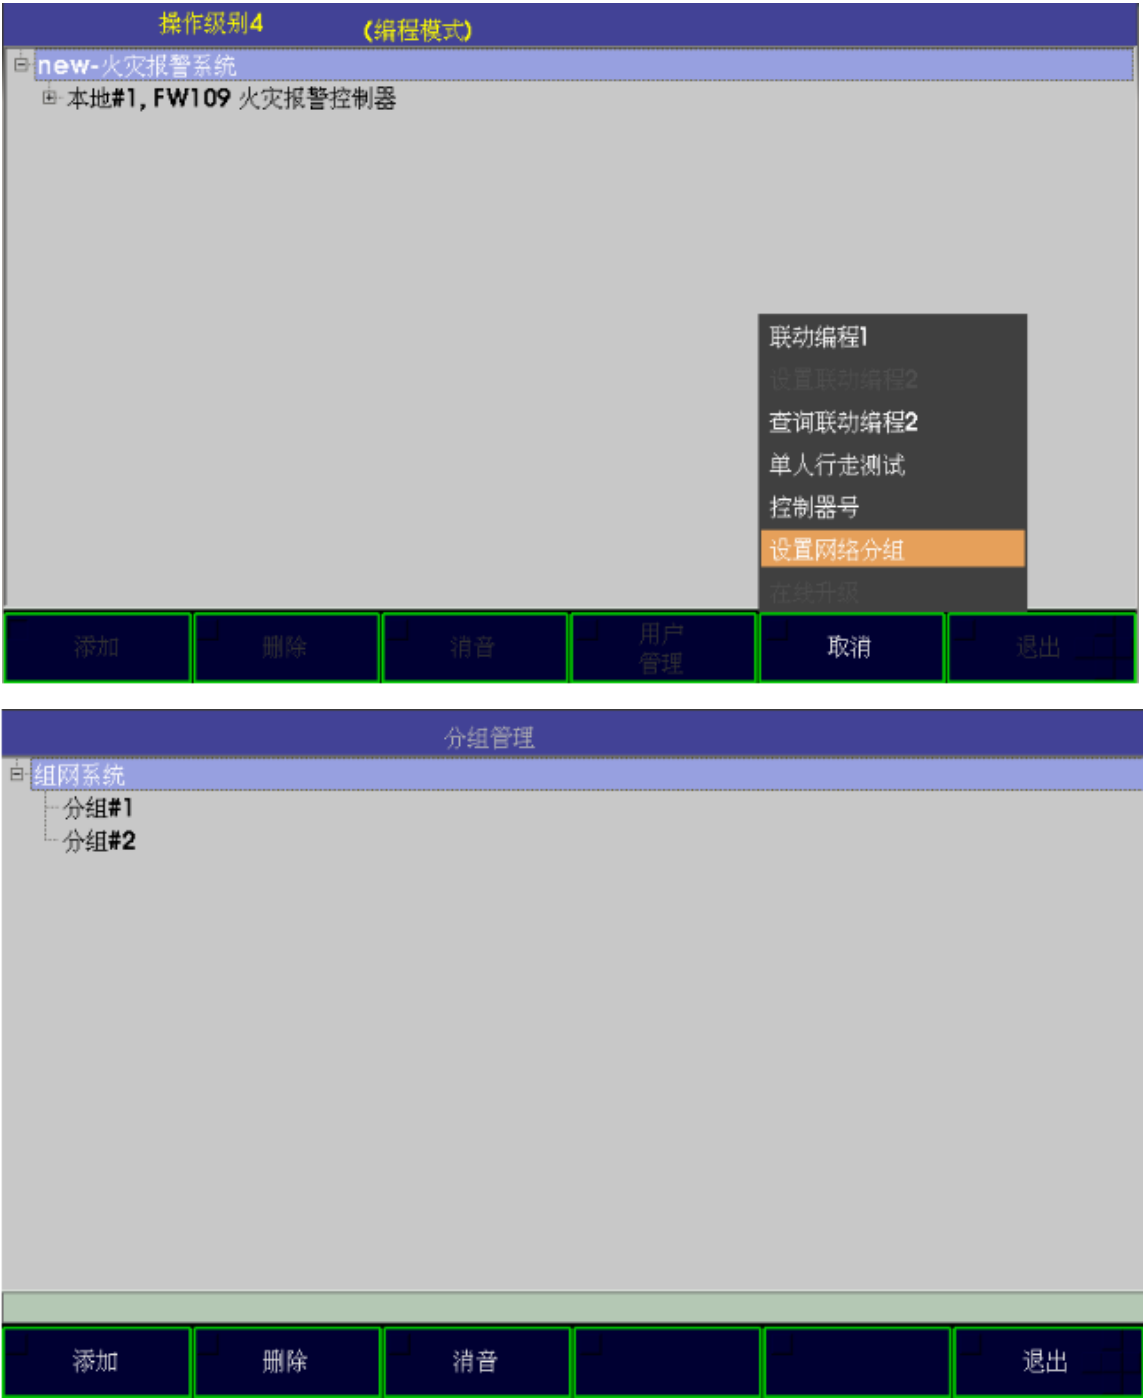 操作级别4 (编程模式)
new-火灾报警系统
本地#1, FW109 火灾报警控制器
联动编程1
设置联动编程2
查询联动编程2
单人行走测试
控制器号
设置网络分组
在线升级
添加 删除 消音 用户管理 取消 退出
分组管理
组网系统
分组#1
分组#2
添加 删除 消音 退出